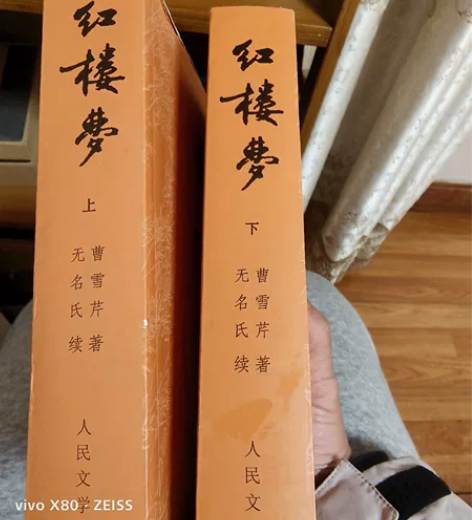 红楼梦
上
曹雪芹 著
无名氏 续
人民文学
红楼梦
下
曹雪芹 著
无名氏 续
人民文
vivo X80 ZEISS